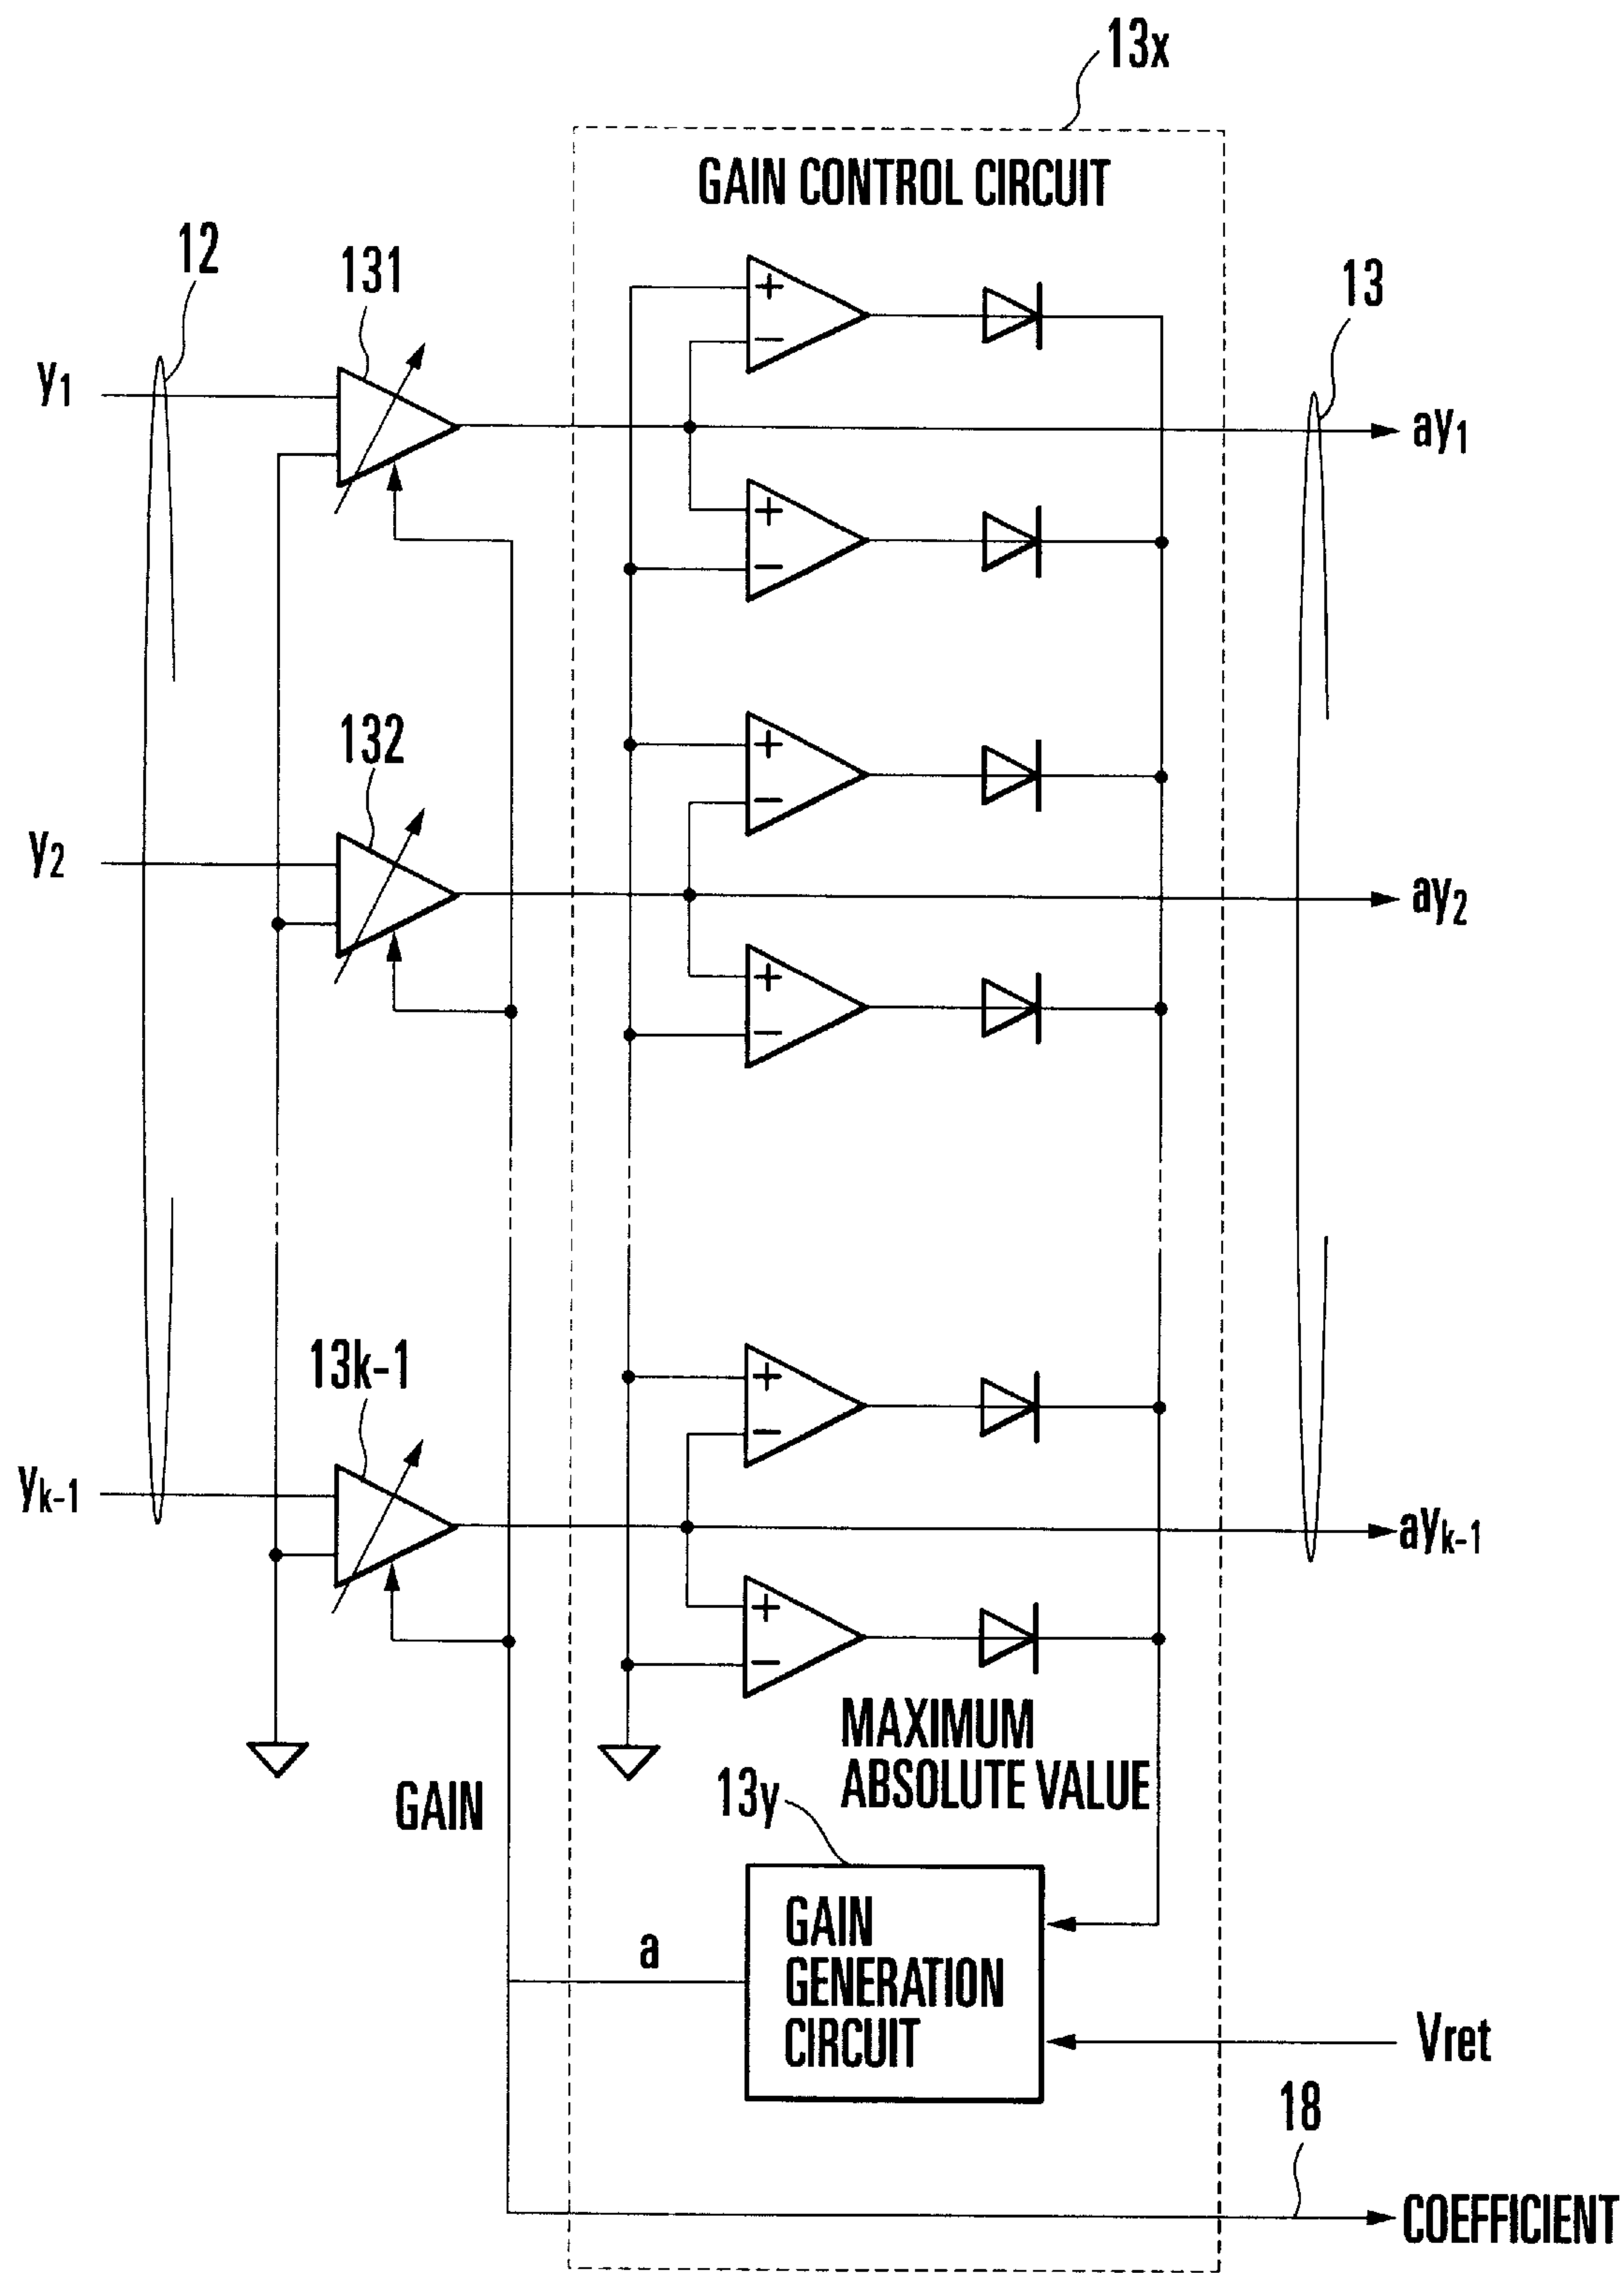 13x
GAIN CONTROL CIRCUIT
12
131
13
y1
+
−
ay1
+
−
132
+
−
y2
ay2
+
−
13k-1
+
−
yk-1
ayk-1
+
−
MAXIMUM
ABSOLUTE VALUE
GAIN
13y
GAIN
GENERATION
CIRCUIT
a
Vret
18
COEFFICIENT